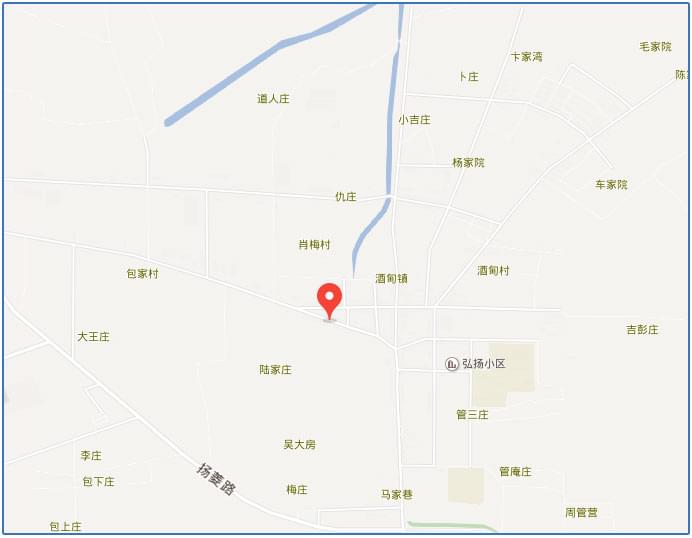 毛家院
卞家湾
陈家
卜庄
道人庄
小吉庄
杨家院
车家院
仇庄
肖梅村
酒甸镇
酒甸村
包家村
大王庄
吉彭庄
弘扬小区
陆家庄
管三庄
吴大房
李庄
扬菱路
管庵庄
包下庄
梅庄
马家巷
周管营
包上庄